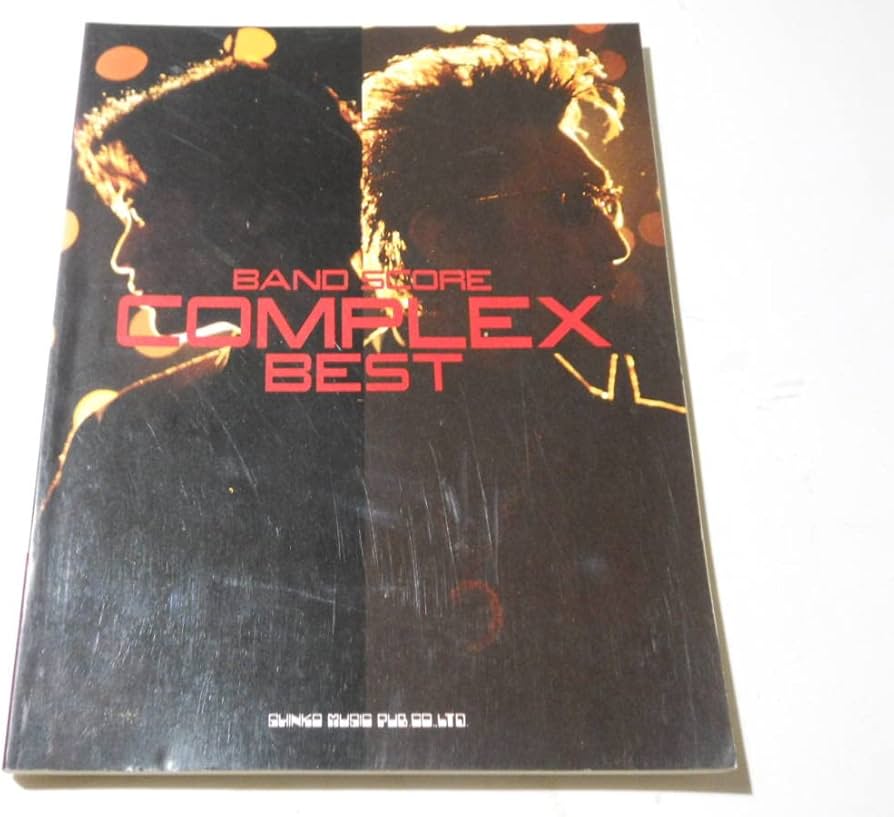 BAND SCORE
COMPLEX
BEST
SHINKO MUSIC PUB.CO.,LTD.